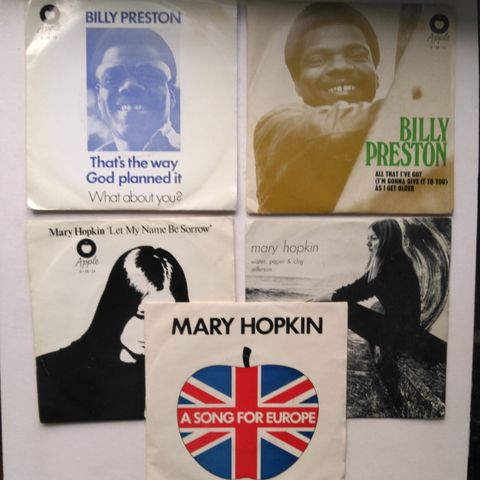 BILLY PRESTON
Apple
That's the way
God planned it
What about you?
Apple
BILLY
PRESTON
ALL THAT I'VE GOT
(I'M GONNA GIVE IT TO YOU)
AS I GET OLDER
Mary Hopkin 'Let My Name Be Sorrow'
Apple
mary hopkin
water, paper & clay
jefferson
MARY HOPKIN
A SONG FOR EUROPE